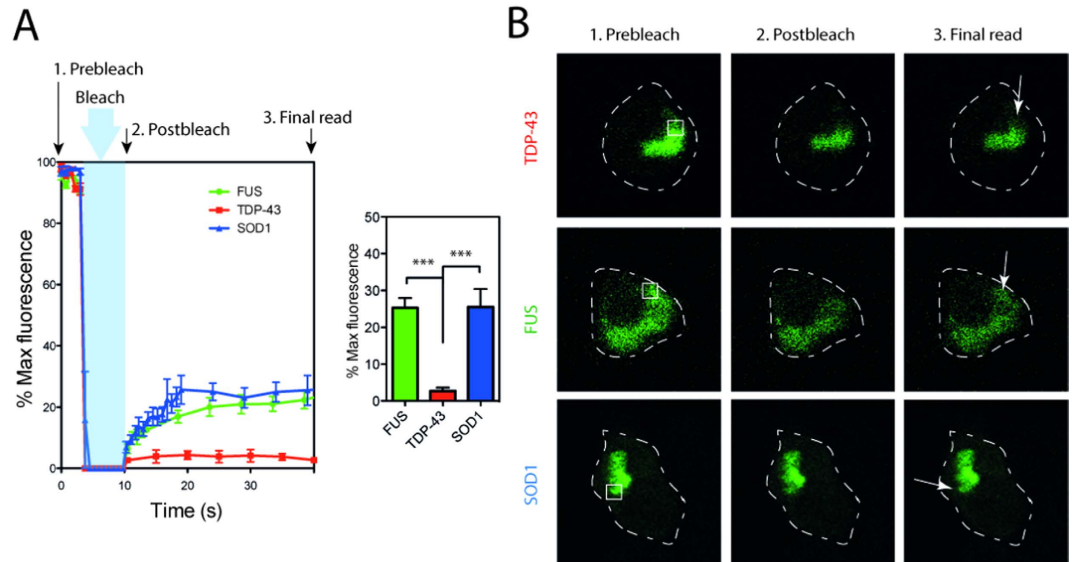 A
1. Prebleach
Bleach
2. Postbleach
3. Final read
% Max fluorescence
100
80
60
40
20
0
FUS
TDP-43
SOD1
0
10
20
30
40
Time (s)
% Max fluorescence
50
40
30
20
10
0
***
***
FUS
TDP-43
SOD1
B
1. Prebleach
2. Postbleach
3. Final read
TDP-43
FUS
SOD1